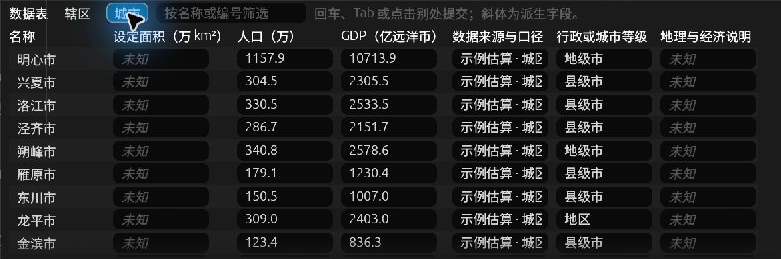 数据表 辖区 城市 按名称或编号筛选 回车、Tab 或点击别处提交；斜体为派生字段。
名称 设定面积（万 km²） 人口（万） GDP（亿远洋币） 数据来源与口径 行政或城市等级 地理与经济说明
明心市 未知 1157.9 10713.9 示例估算 · 城区 地级市 未知
兴夏市 未知 304.5 2305.5 示例估算 · 城区 县级市 未知
洛江市 未知 330.5 2533.5 示例估算 · 城区 县级市 未知
泾齐市 未知 286.7 2151.7 示例估算 · 城区 县级市 未知
朔峰市 未知 340.8 2578.6 示例估算 · 城区 地级市 未知
雁原市 未知 179.1 1230.4 示例估算 · 城区 县级市 未知
东川市 未知 150.5 1007.0 示例估算 · 城区 县级市 未知
龙平市 未知 309.0 2403.0 示例估算 · 城区 地区 未知
金滨市 未知 123.4 836.3 示例估算 · 城区 县级市 未知